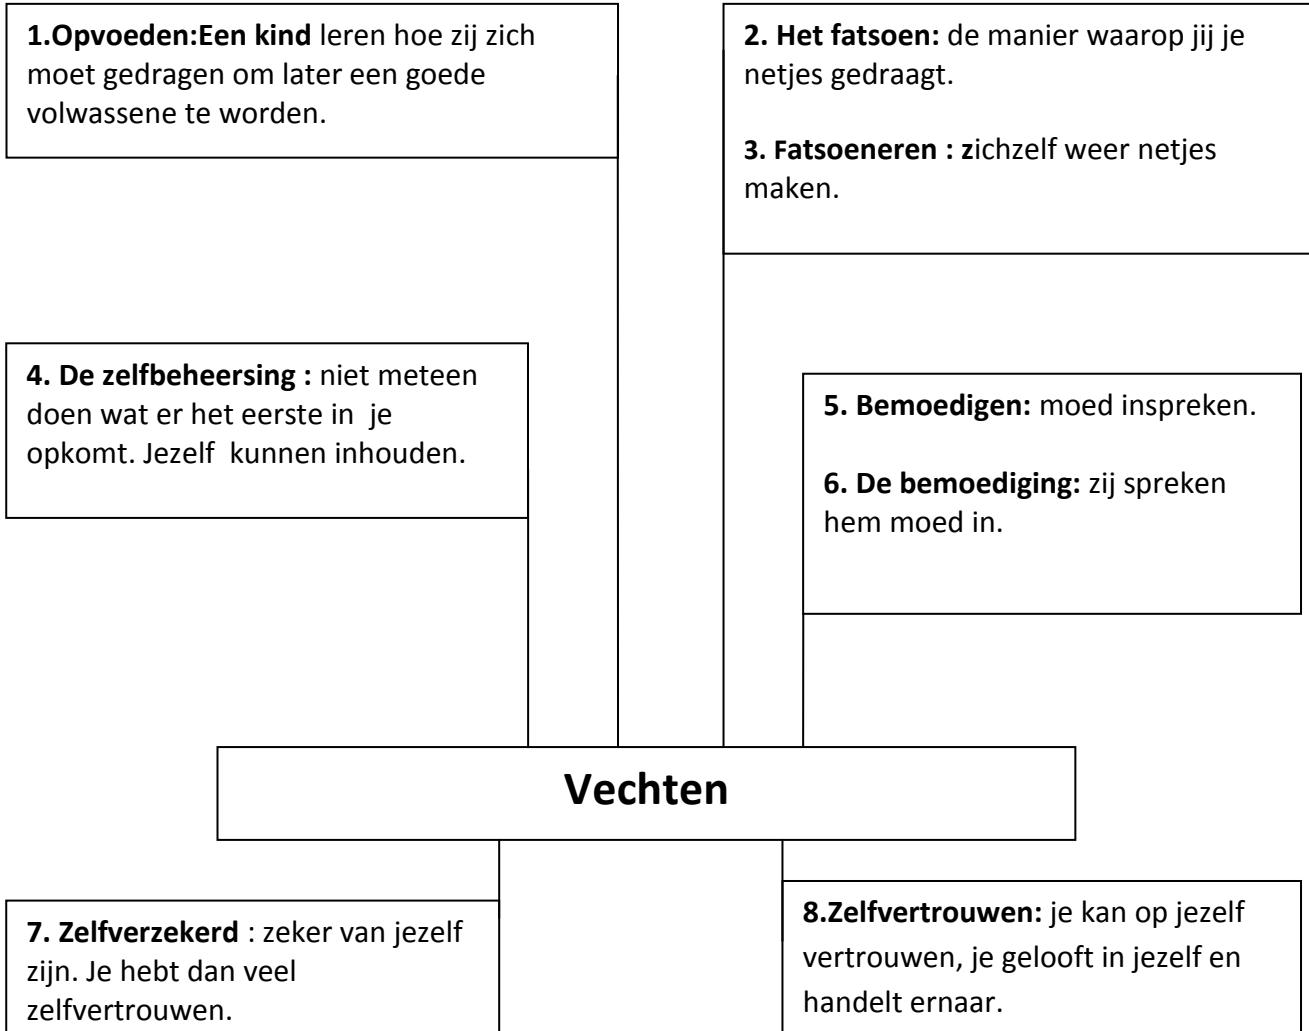 1.Opvoeden:Een kind leren hoe zij zich
moet gedragen om later een goede
volwassene te worden.
2. Het fatsoen: de manier waarop jij je
netjes gedraagt.
3. Fatsoeneren : zichzelf weer netjes
maken.
4. De zelfbeheersing : niet meteen
doen wat er het eerste in  je
opkomt. Jezelf  kunnen inhouden.
5. Bemoedigen: moed inspreken.
6. De bemoediging: zij spreken
hem moed in.
Vechten
7. Zelfverzekerd : zeker van jezelf
zijn. Je hebt dan veel
zelfvertrouwen.
8.Zelfvertrouwen: je kan op jezelf
vertrouwen, je gelooft in jezelf en
handelt ernaar.